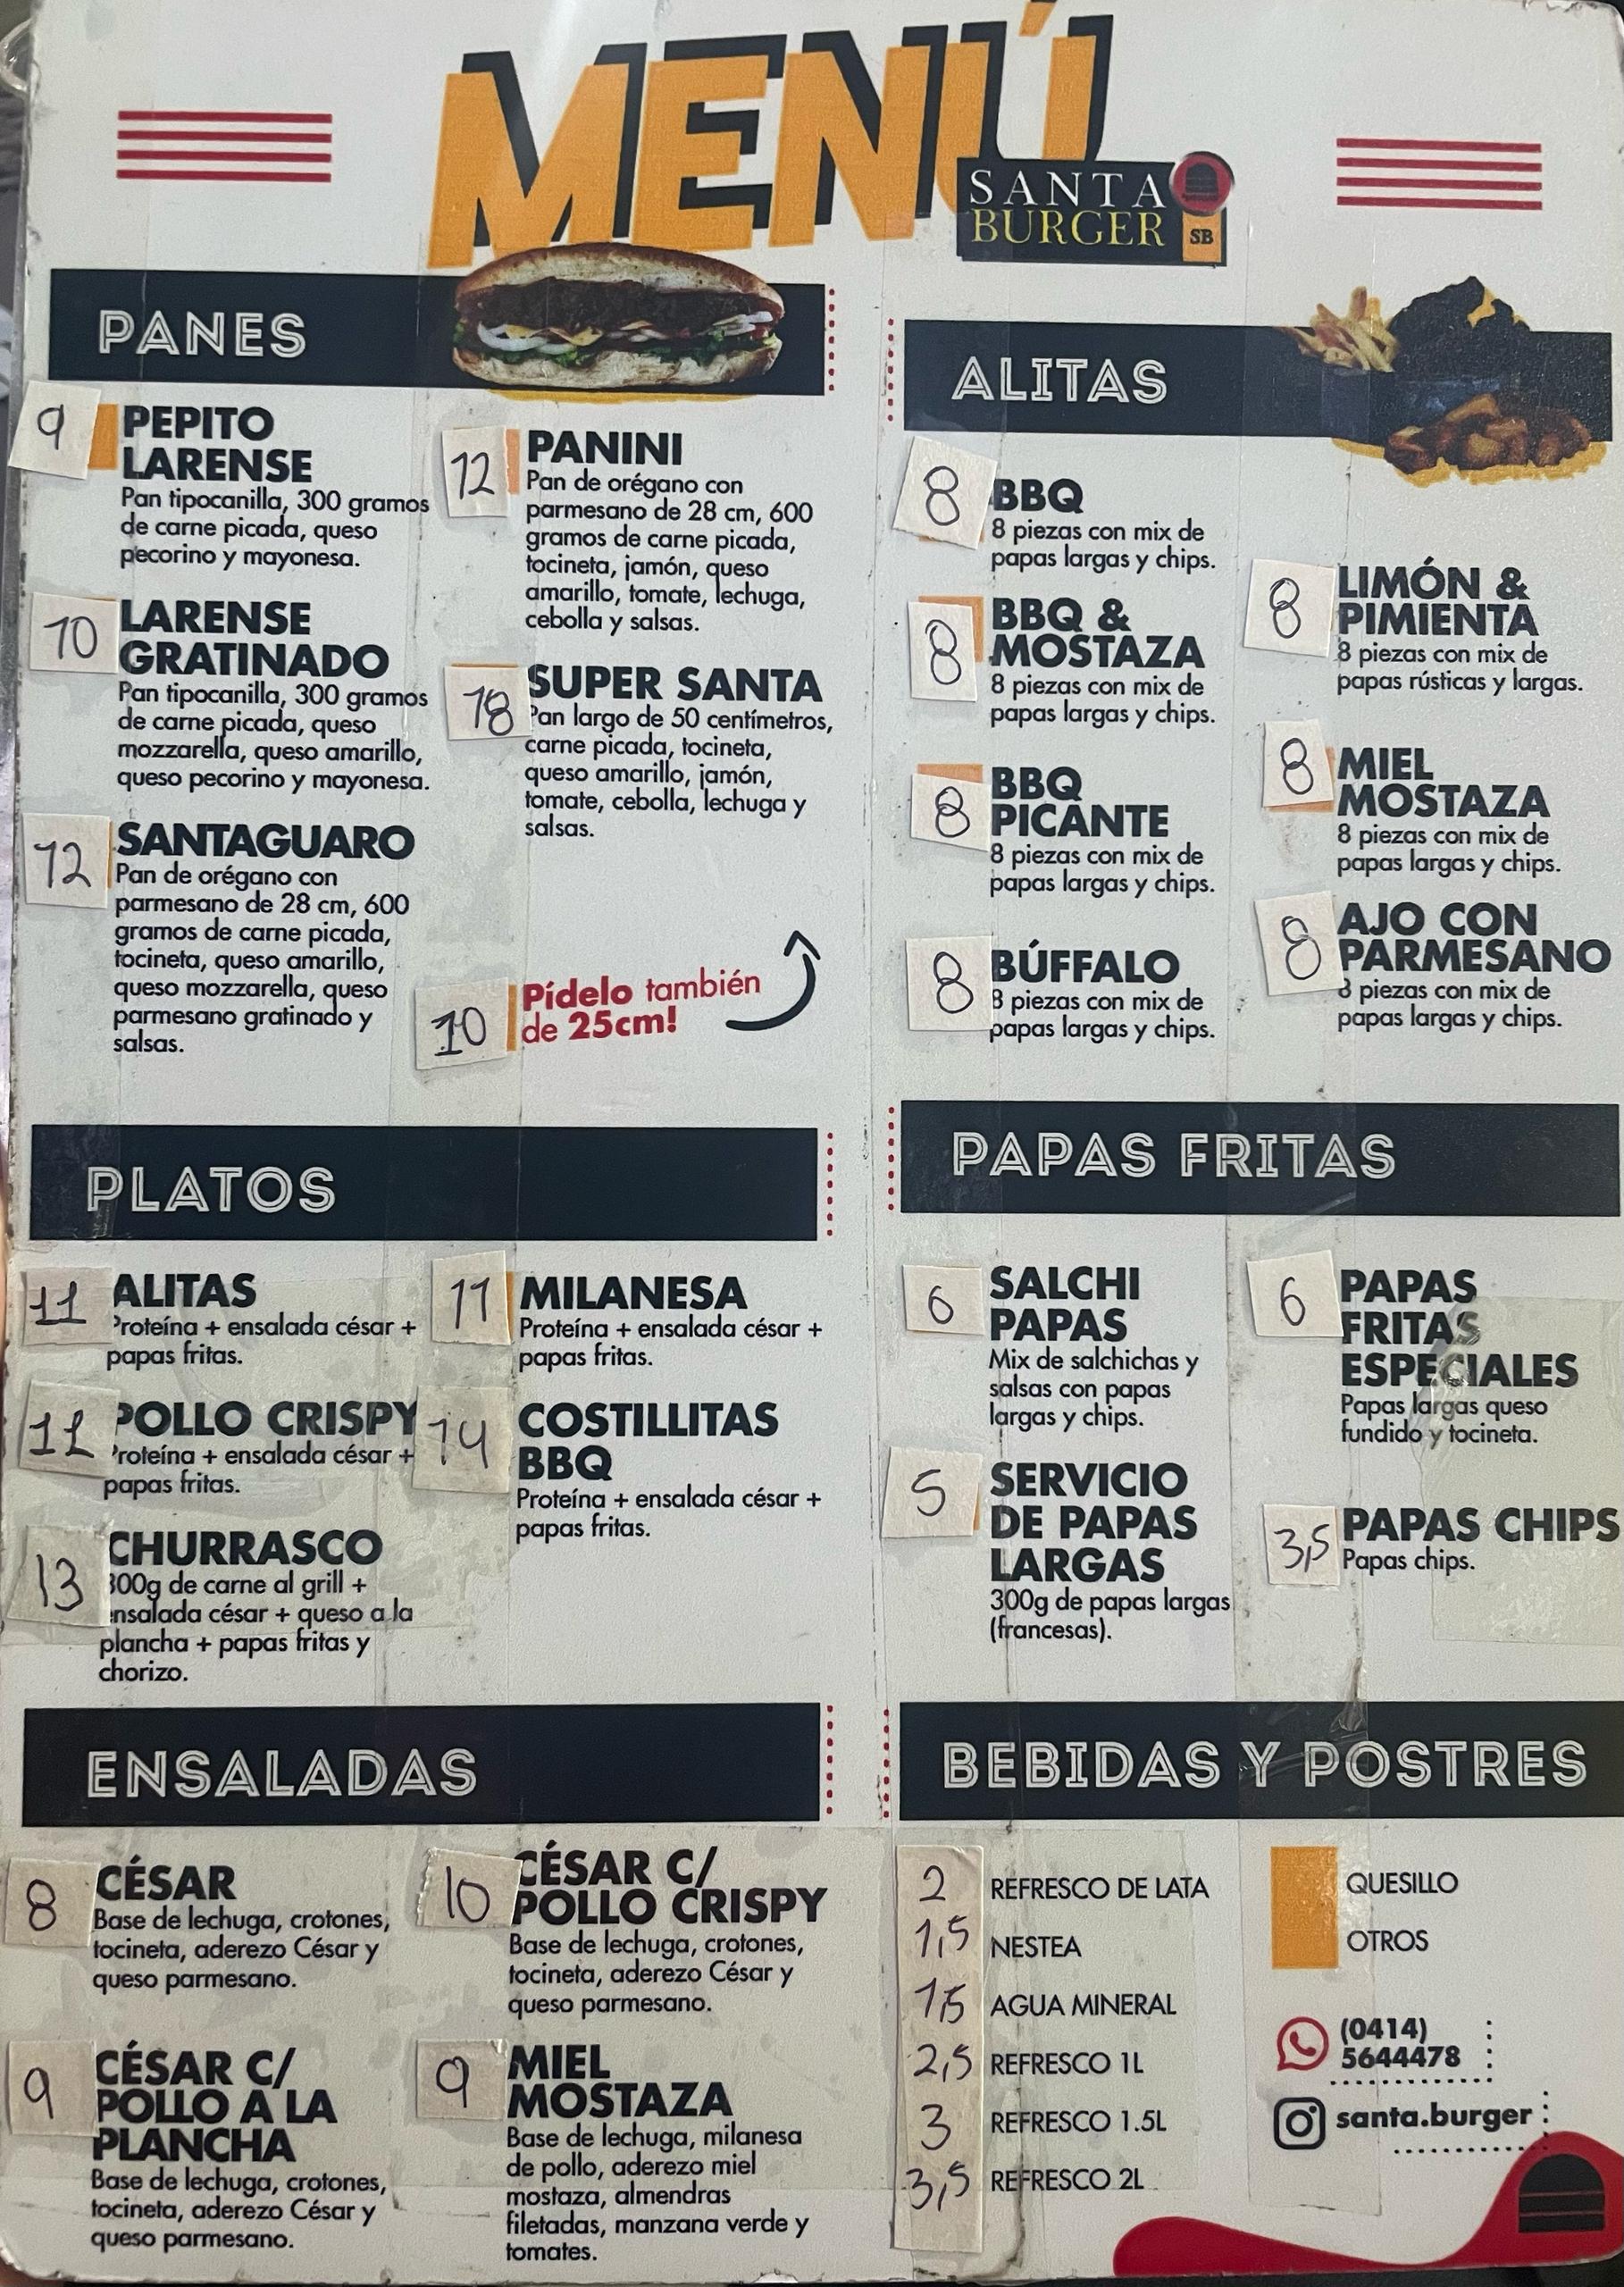 MENÚ
SANTA
BURGER
SB
PANES
9
PEPITO
LARENSE
Pan tipocanilla, 300 gramos
de carne picada, queso
pecorino y mayonesa.
10
LARENSE
GRATINADO
Pan tipocanilla, 300 gramos
de carne picada, queso
mozzarella, queso amarillo,
queso pecorino y mayonesa.
12
SANTAGUARO
Pan de orégano con
parmesano de 28 cm, 600
gramos de carne picada,
tocineta, queso amarillo,
queso mozzarella, queso
parmesano gratinado y
salsas.
12
PANINI
Pan de orégano con
parmesano de 28 cm, 600
gramos de carne picada,
tocineta, jamón, queso
amarillo, tomate, lechuga,
cebolla y salsas.
18
SUPER SANTA
Pan largo de 50 centímetros,
carne picada, tocineta,
queso amarillo, jamón,
tomate, cebolla, lechuga y
salsas.
10
Pídelo también
de 25cm!
ALITAS
8
BBQ
8 piezas con mix de
papas largas y chips.
8
BBQ &
MOSTAZA
8 piezas con mix de
papas largas y chips.
8
BBQ
PICANTE
8 piezas con mix de
papas largas y chips.
8
BÚFFALO
8 piezas con mix de
papas largas y chips.
8
LIMÓN &
PIMIENTA
8 piezas con mix de
papas rústicas y largas.
8
MIEL
MOSTAZA
8 piezas con mix de
papas largas y chips.
8
AJO CON
PARMESANO
8 piezas con mix de
papas largas y chips.
PLATOS
11
ALITAS
Proteína + ensalada césar +
papas fritas.
11
POLLO CRISPY
Proteína + ensalada césar +
papas fritas.
13
CHURRASCO
300g de carne al grill +
ensalada césar + queso a la
plancha + papas fritas y
chorizo.
11
MILANESA
Proteína + ensalada césar +
papas fritas.
14
COSTILLITAS
BBQ
Proteína + ensalada césar +
papas fritas.
PAPAS FRITAS
6
SALCHI
PAPAS
Mix de salchichas y
salsas con papas
largas y chips.
5
SERVICIO
DE PAPAS
LARGAS
300g de papas largas
(francesas).
6
PAPAS
FRITAS
ESPECIALES
Papas largas queso
fundido y tocineta.
3,5
PAPAS CHIPS
Papas chips.
ENSALADAS
8
CÉSAR
Base de lechuga, crotones,
tocineta, aderezo César y
queso parmesano.
9
CÉSAR C/
POLLO A LA
PLANCHA
Base de lechuga, crotones,
tocineta, aderezo César y
queso parmesano.
10
CÉSAR C/
POLLO CRISPY
Base de lechuga, crotones,
tocineta, aderezo César y
queso parmesano.
9
MIEL
MOSTAZA
Base de lechuga, milanesa
de pollo, aderezo miel
mostaza, almendras
filetadas, manzana verde y
tomates.
BEBIDAS Y POSTRES
2 REFRESCO DE LATA
1,5 NESTEA
1,5 AGUA MINERAL
2,5 REFRESCO 1L
3 REFRESCO 1.5L
3,5 REFRESCO 2L
QUESILLO
OTROS
(0414)
5644478
santa.burger